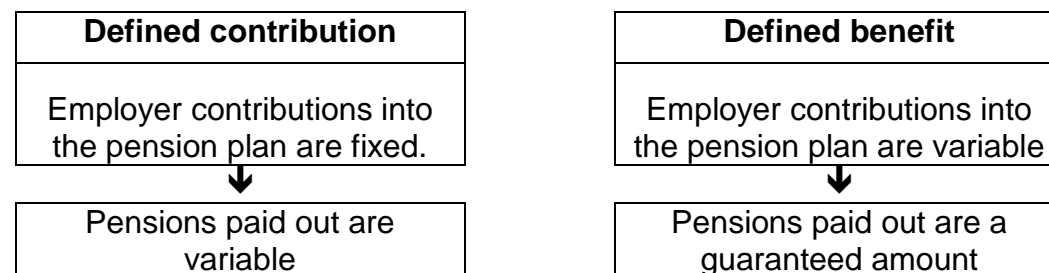 Defined contribution
Employer contributions into
the pension plan are fixed.
Pensions paid out are
variable
Defined benefit
Employer contributions into
the pension plan are variable
Pensions paid out are a
guaranteed amount